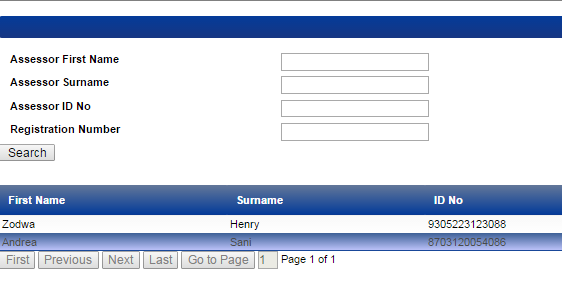 Assessor First Name
Assessor Surname
Assessor ID No
Registration Number
Search
First Name Surname ID No
Zodwa Henry 9305223123088
Andrea Sani 8703120054086
First Previous Next Last Go to Page 1 Page 1 of 1